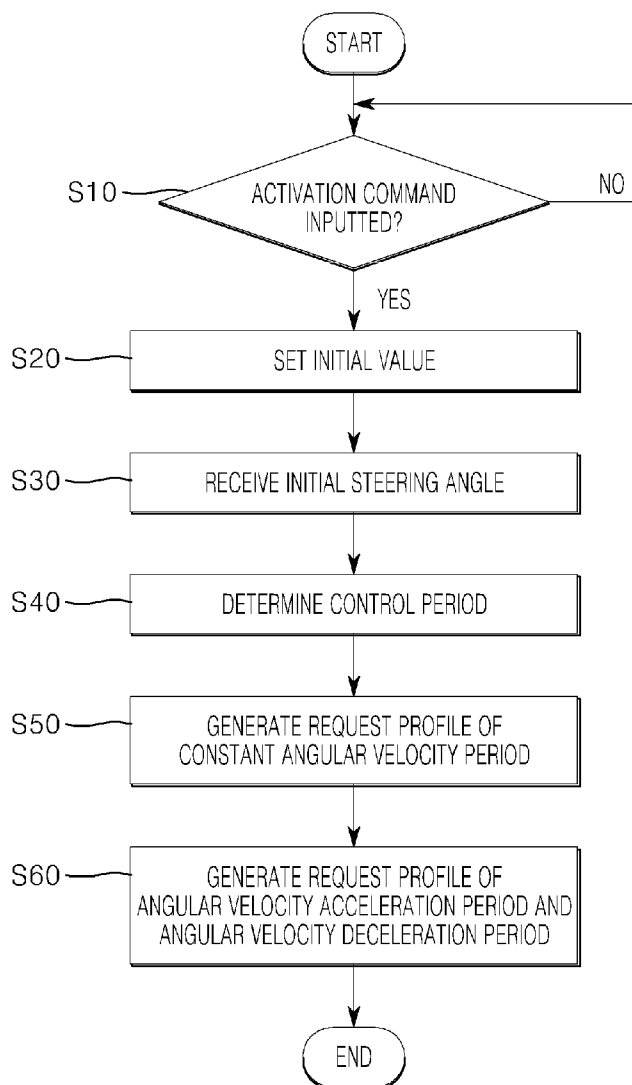 START
S10
ACTIVATION COMMAND
INPUTTED?
NO
YES
S20
SET INITIAL VALUE
S30
RECEIVE INITIAL STEERING ANGLE
S40
DETERMINE CONTROL PERIOD
S50
GENERATE REQUEST PROFILE OF
CONSTANT ANGULAR VELOCITY PERIOD
S60
GENERATE REQUEST PROFILE OF
ANGULAR VELOCITY ACCELERATION PERIOD AND
ANGULAR VELOCITY DECELERATION PERIOD
END